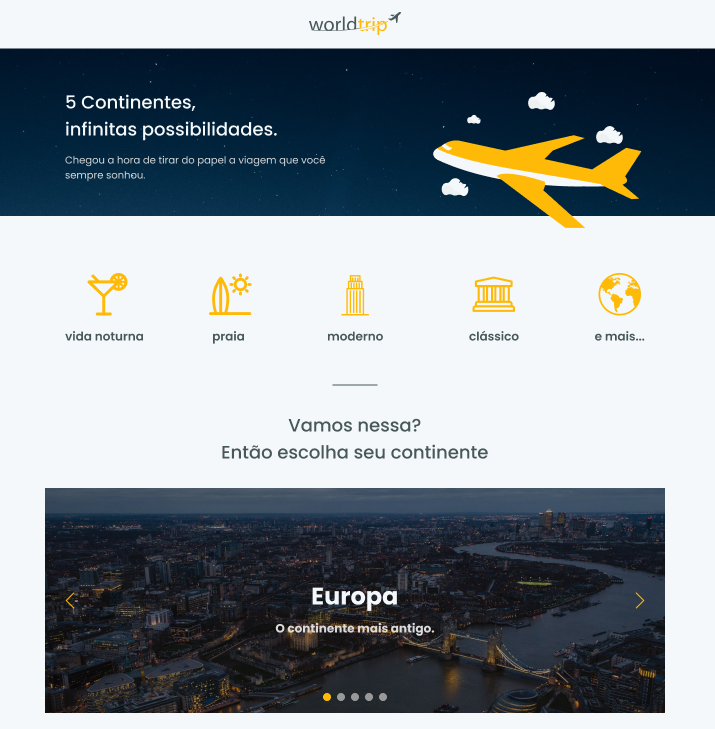 worldtrip
5 Continentes,
infinitas possibilidades.
Chegou a hora de tirar do papel a viagem que você
sempre sonhou.
vida noturna
praia
moderno
clássico
e mais...
Vamos nessa?
Então escolha seu continente
Europa
O continente mais antigo.